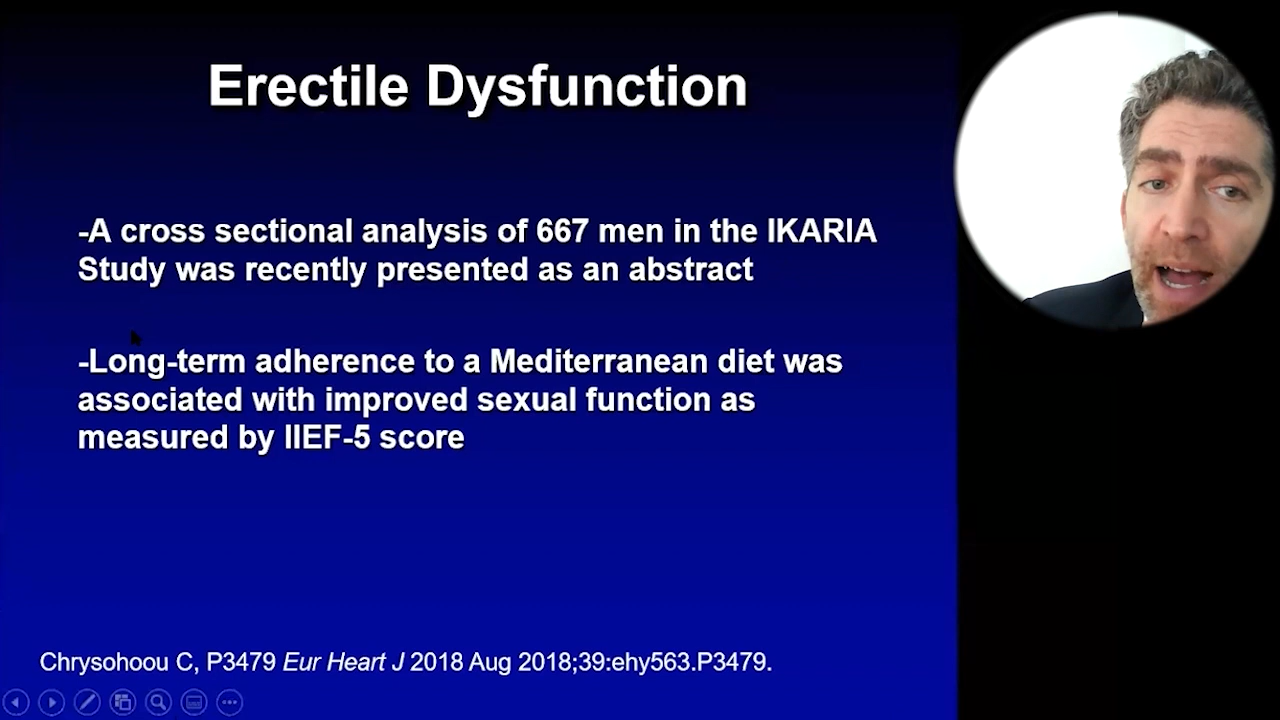 Erectile Dysfunction
-A cross sectional analysis of 667 men in the IKARIA
Study was recently presented as an abstract
-Long-term adherence to a Mediterranean diet was
associated with improved sexual function as
measured by IIEF-5 score
Chrysohoou C, P3479 Eur Heart J 2018 Aug 2018;39:ehy563.P3479.